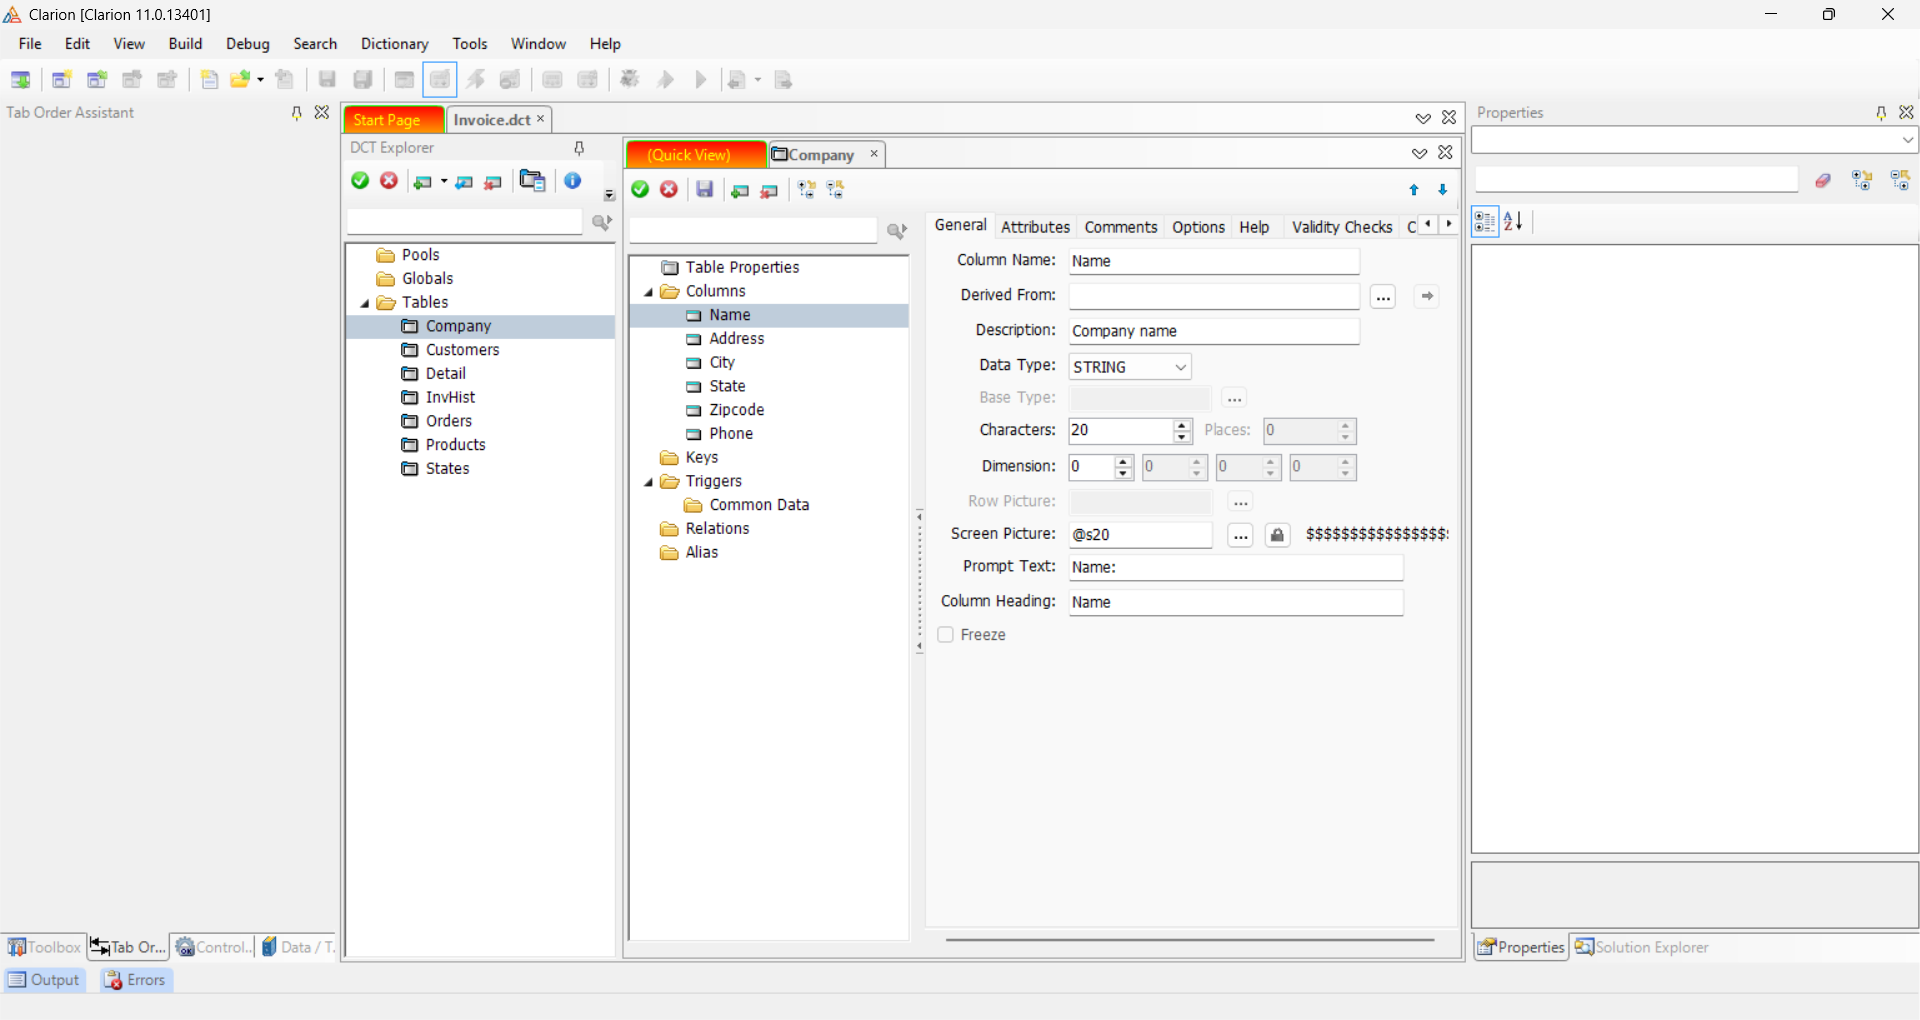 Clarion [Clarion 11.0.13401]
File Edit View Build Debug Search Dictionary Tools Window Help
Tab Order Assistant
Start Page
Invoice.dct
DCT Explorer
Pools
Globals
Tables
Company
Customers
Detail
InvHist
Orders
Products
States
(Quick View)
Company
Table Properties
Columns
Name
Address
City
State
Zipcode
Phone
Keys
Triggers
Common Data
Relations
Alias
General Attributes Comments Options Help Validity Checks C
Column Name: Name
Derived From: ...
Description: Company name
Data Type: STRING
Base Type: ...
Characters: 20 Places: 0
Dimension: 0 0 0 0
Row Picture: ...
Screen Picture: @s20 ... $$$$$$$$$$$$$$$$
Prompt Text: Name:
Column Heading: Name
Freeze
Properties
A
Z
Toolbox Tab Or... Control... Data / T.
Properties Solution Explorer
Output Errors